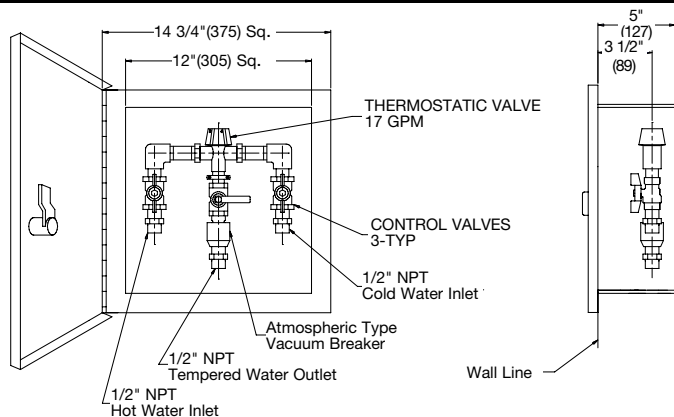 14 3/4"(375) Sq.
12"(305) Sq.
5"
(127)
3 1/2"
(89)
THERMOSTATIC VALVE
17 GPM
CONTROL VALVES
3-TYP
1/2" NPT
Cold Water Inlet
Atmospheric Type
Vacuum Breaker
1/2" NPT
Tempered Water Outlet
1/2" NPT
Hot Water Inlet
Wall Line